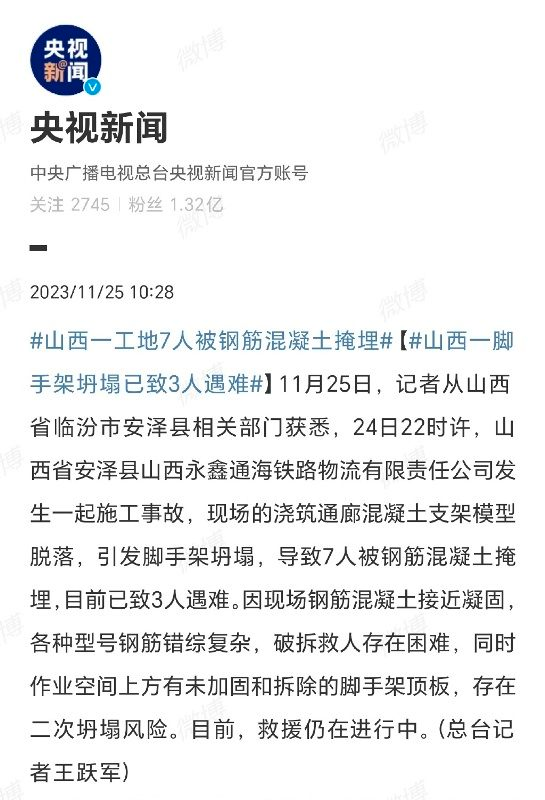 央视
新闻
央视新闻
中央广播电视总台央视新闻官方账号
关注 2745 | 粉丝 1.32亿
2023/11/25 10:28
#山西一工地7人被钢筋混凝土掩埋#【#山西一脚
手架坍塌已致3人遇难#】11月25日，记者从山西
省临汾市安泽县相关部门获悉，24日22时许，山
西省安泽县山西永鑫通海铁路物流有限责任公司发
生一起施工事故，现场的浇筑通廊混凝土支架模型
脱落，引发脚手架坍塌，导致7人被钢筋混凝土掩
埋，目前已致3人遇难。因现场钢筋混凝土接近凝固，
各种型号钢筋错综复杂，破拆救人存在困难，同时
作业空间上方有未加固和拆除的脚手架顶板，存在
二次坍塌风险。目前，救援仍在进行中。（总台记
者王跃军）
微博
微博
微博
微博